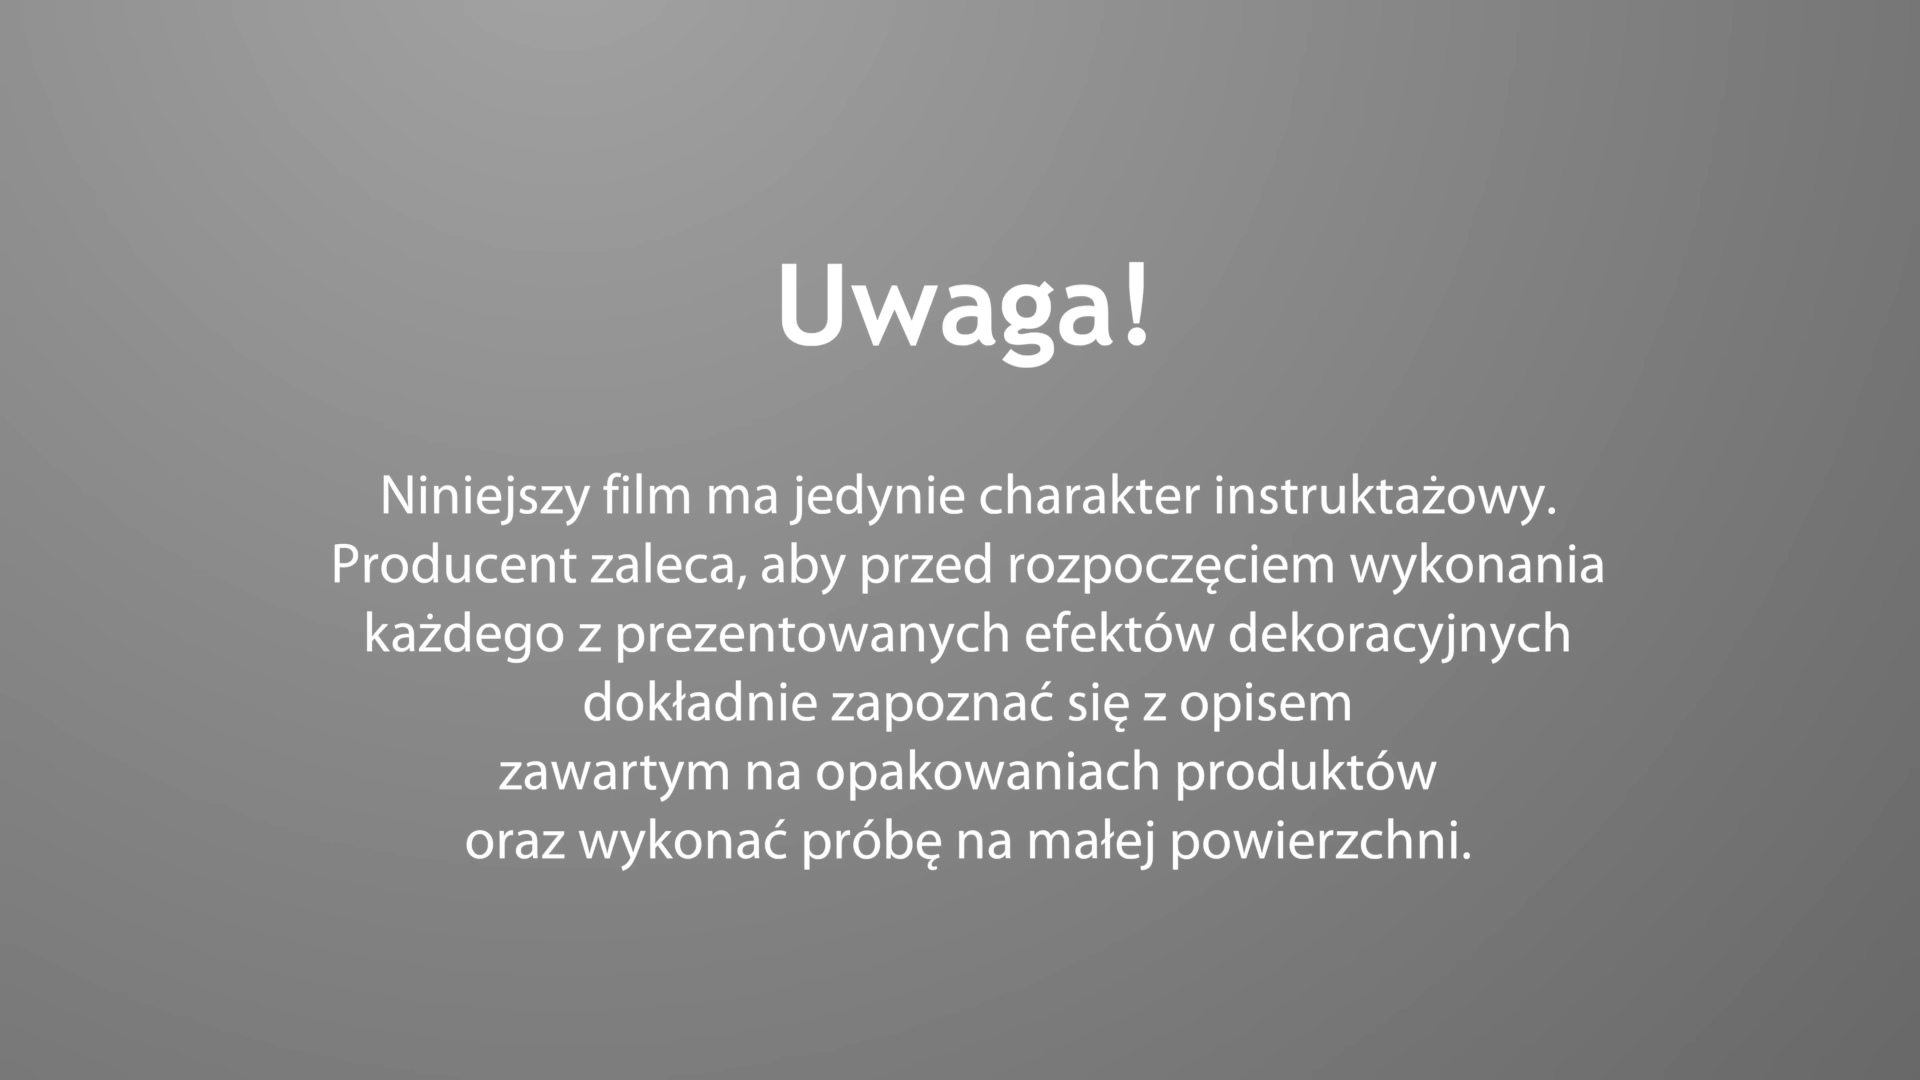 Uwaga!
Niniejszy film ma jedynie charakter instruktażowy.
Producent zaleca, aby przed rozpoczęciem wykonania
każdego z prezentowanych efektów dekoracyjnych
dokładnie zapoznać się z opisem
zawartym na opakowaniach produktów
oraz wykonać próbę na małej powierzchni.